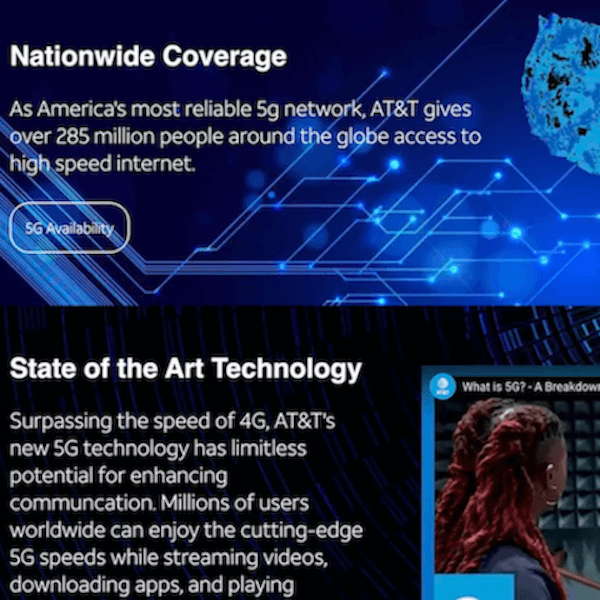 Nationwide Coverage
As America's most reliable 5g network, AT&T gives
over 285 million people around the globe access to
high speed internet.
5G Availability
State of the Art Technology
What is 5G? - A Breakdown
Surpassing the speed of 4G, AT&T's
new 5G technology has limitless
potential for enhancing
communcation. Millions of users
worldwide can enjoy the cutting-edge
5G speeds while streaming videos,
downloading apps, and playing